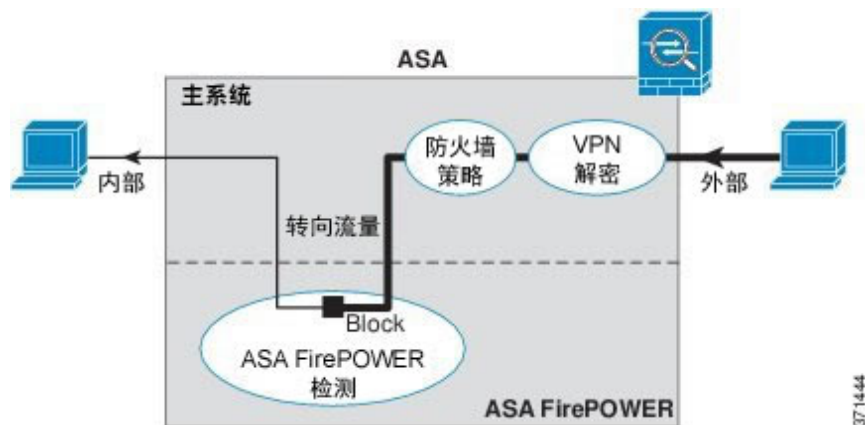 ASA
主系统
防火墙
策略
VPN
解密
内部
外部
转向流量
Block
ASA FirePOWER
检测
ASA FirePOWER
371444